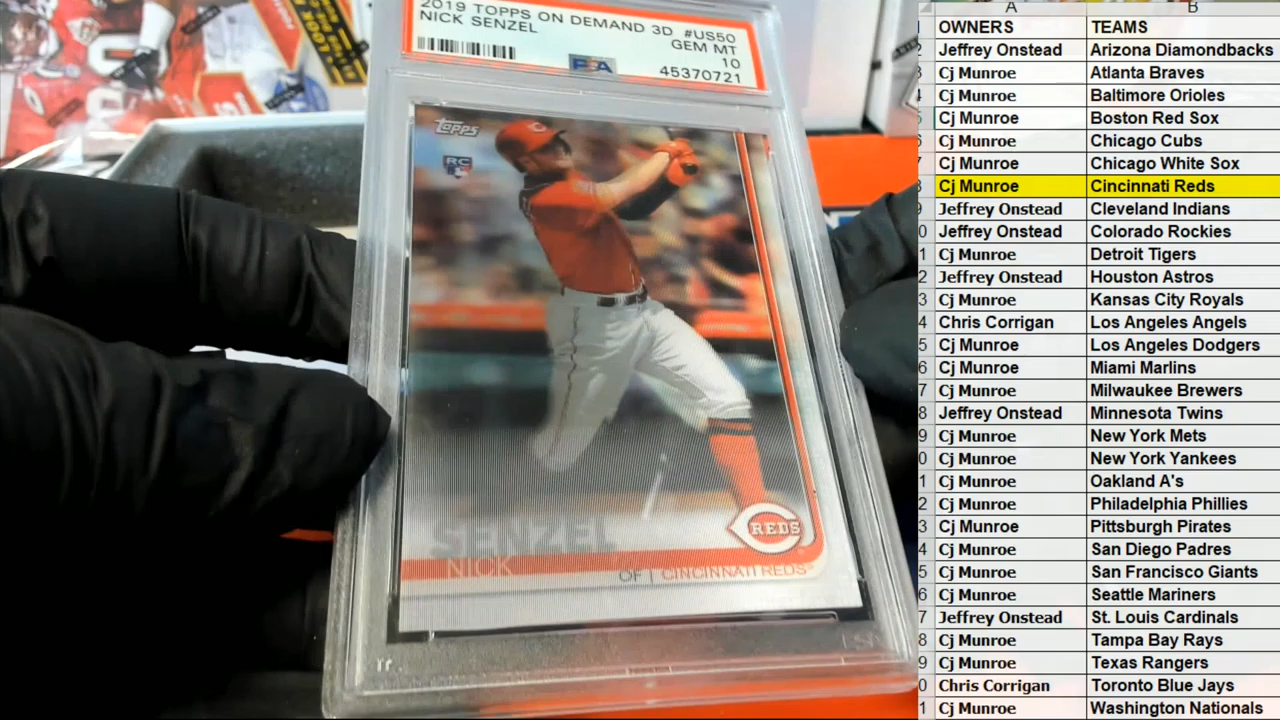 2019 TOPPS ON DEMAND 3D #US50
NICK SENZEL
GEM MT
10
PSA
45370721
Topps
RC
SENZEL
NICK
REDS
OF | CINCINNATI REDS
A B
OWNERS TEAMS
Jeffrey Onstead Arizona Diamondbacks
Cj Munroe Atlanta Braves
Cj Munroe Baltimore Orioles
Cj Munroe Boston Red Sox
Cj Munroe Chicago Cubs
Cj Munroe Chicago White Sox
Cj Munroe Cincinnati Reds
Jeffrey Onstead Cleveland Indians
Jeffrey Onstead Colorado Rockies
Cj Munroe Detroit Tigers
Jeffrey Onstead Houston Astros
Cj Munroe Kansas City Royals
Chris Corrigan Los Angeles Angels
Cj Munroe Los Angeles Dodgers
Cj Munroe Miami Marlins
Cj Munroe Milwaukee Brewers
Jeffrey Onstead Minnesota Twins
Cj Munroe New York Mets
Cj Munroe New York Yankees
Cj Munroe Oakland A's
Cj Munroe Philadelphia Phillies
Cj Munroe Pittsburgh Pirates
Cj Munroe San Diego Padres
Cj Munroe San Francisco Giants
Cj Munroe Seattle Mariners
Jeffrey Onstead St. Louis Cardinals
Cj Munroe Tampa Bay Rays
Cj Munroe Texas Rangers
Chris Corrigan Toronto Blue Jays
Cj Munroe Washington Nationals